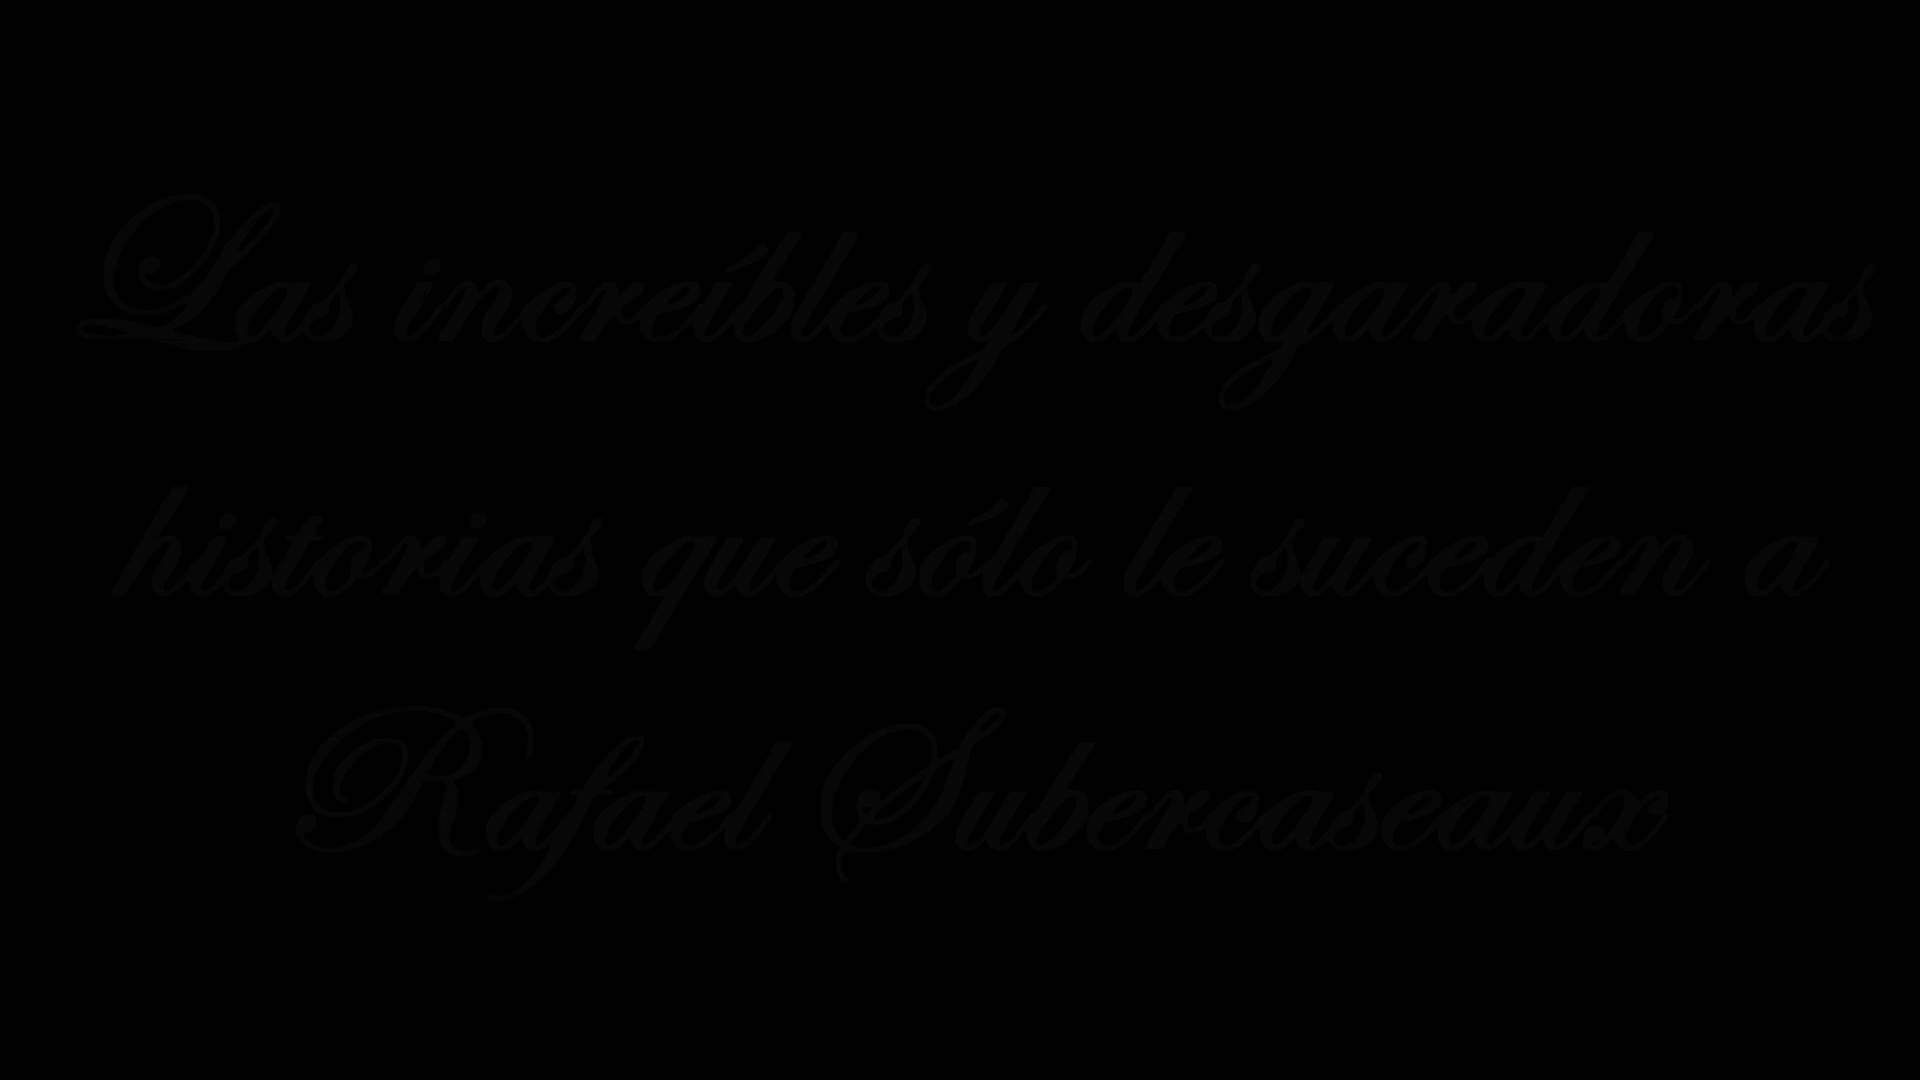 Las increíbles y desgaradoras
historias que sólo le suceden a
Rafael Subercaseaux